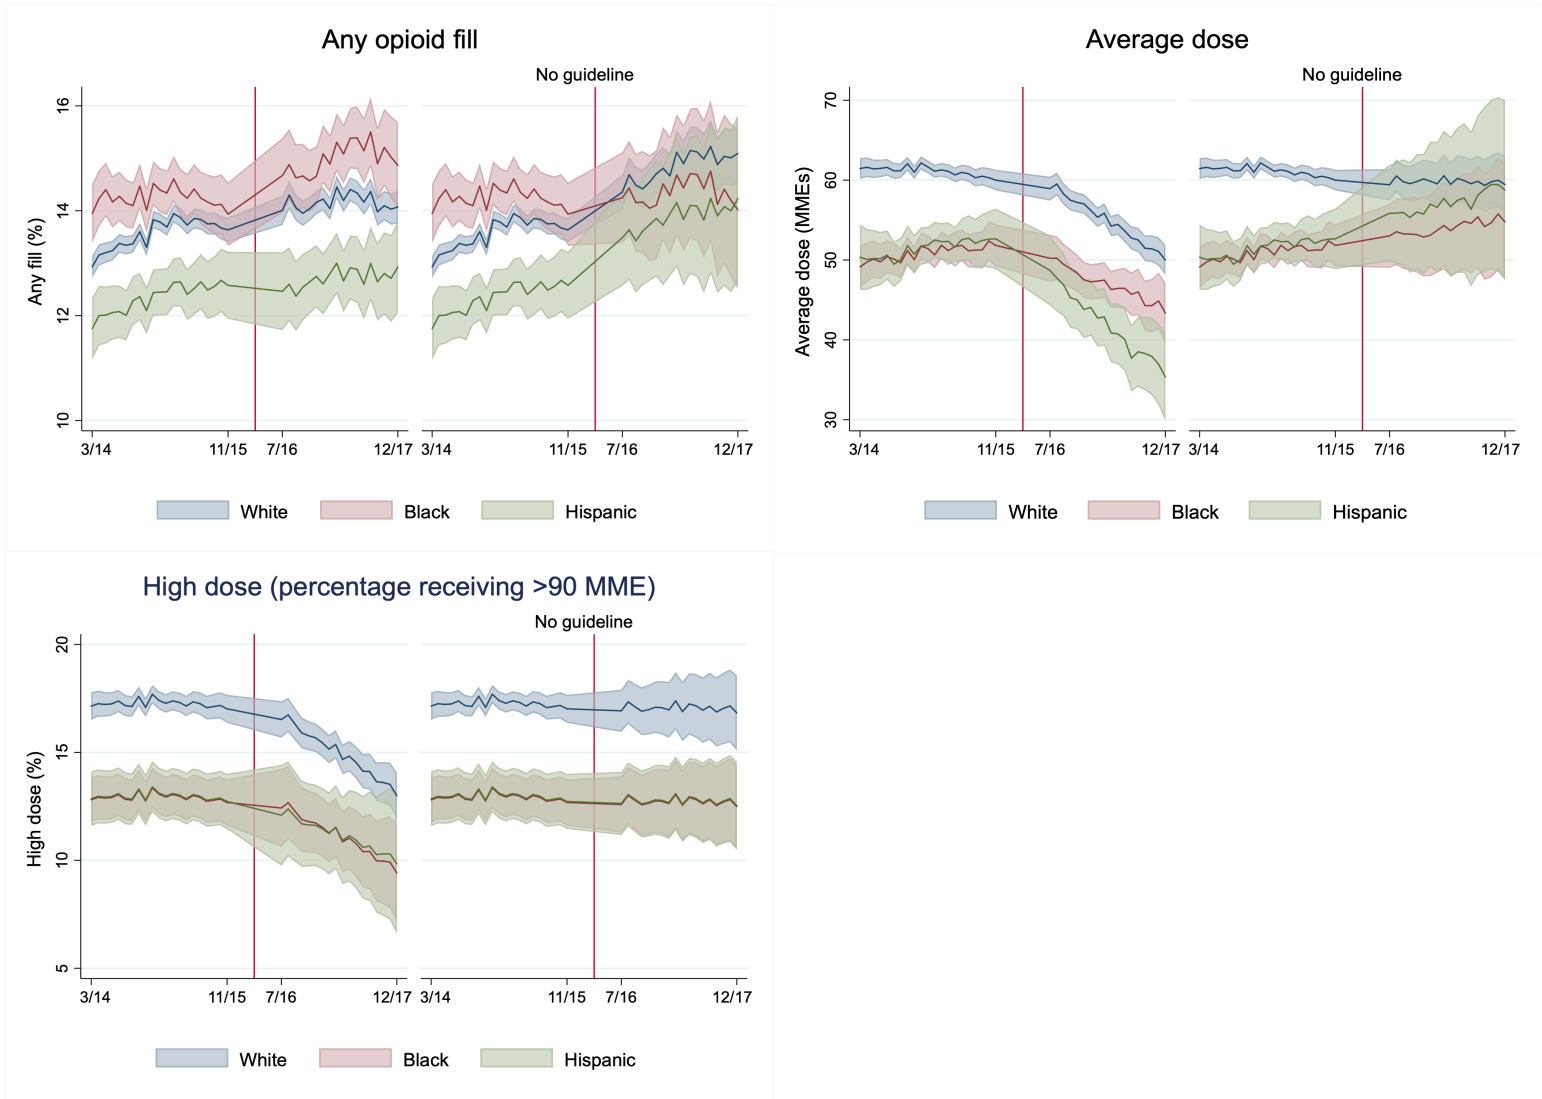 Any opioid fill
No guideline
Any fill (%)
16
14
12
10
3/14 11/15 7/16 12/17 3/14 11/15 7/16 12/17
White Black Hispanic
Average dose
No guideline
Average dose (MMEs)
70
60
50
40
30
3/14 11/15 7/16 12/17 3/14 11/15 7/16 12/17
White Black Hispanic
High dose (percentage receiving >90 MME)
No guideline
High dose (%)
20
15
10
5
3/14 11/15 7/16 12/17 3/14 11/15 7/16 12/17
White Black Hispanic